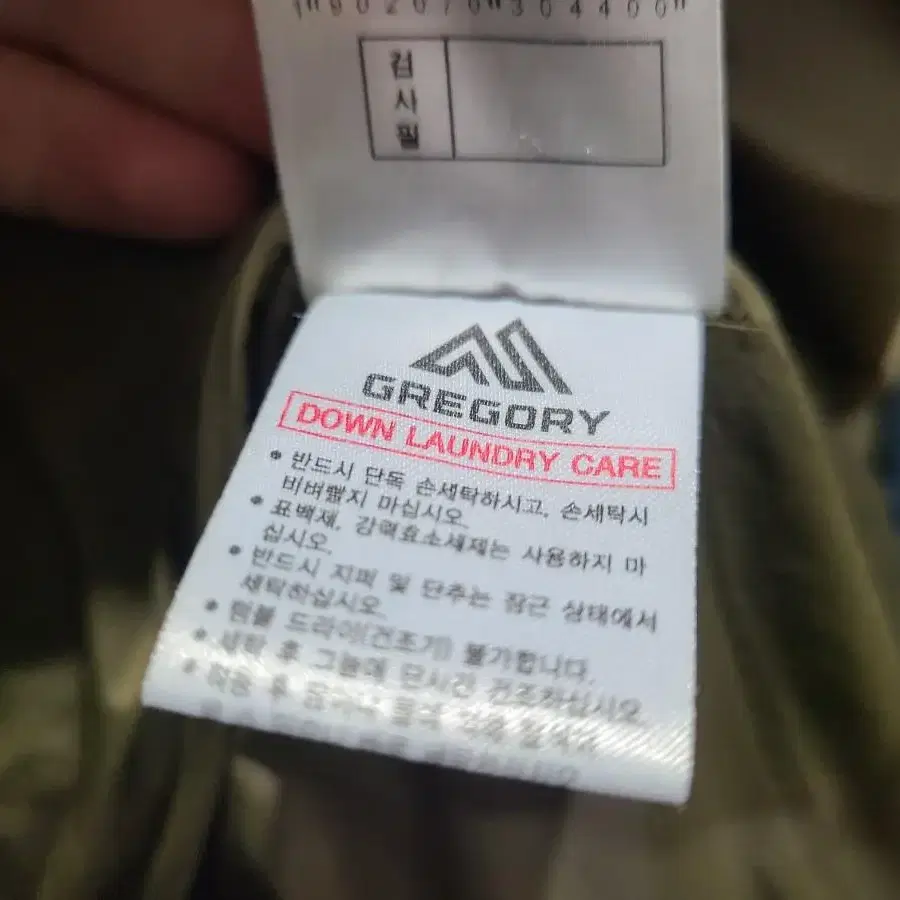 검
사
필
GREGORY
DOWN LAUNDRY CARE
• 반드시 단독 손세탁하시고, 손세탁시
비벼빨지 마십시오.
• 표백제, 강력효소세제는 사용하지 마
십시오.
• 반드시 지퍼 및 단추는 잠근 상태에서
세탁하십시오.
• 텀블 드라이(건조기) 불가합니다.
• 세탁 후 그늘에 단시간 건조하십시오.